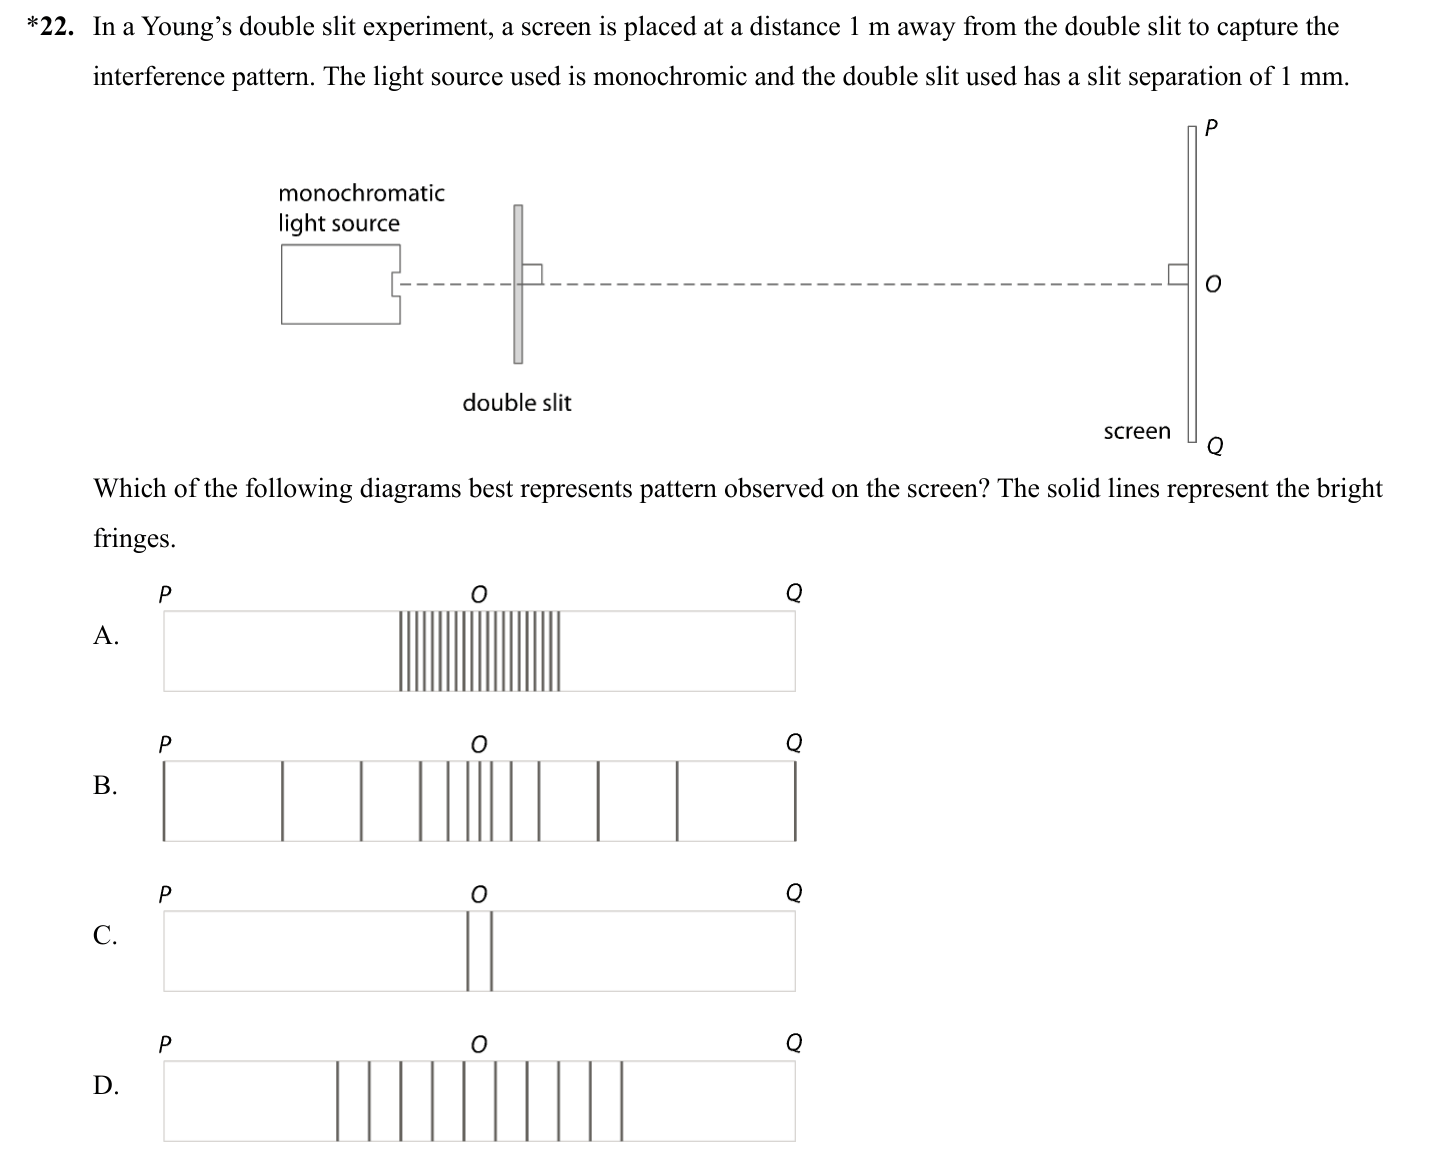 *22. In a Young’s double slit experiment, a screen is placed at a distance 1 m away from the double slit to capture the
interference pattern. The light source used is monochromic and the double slit used has a slit separation of 1 mm.
P
monochromatic
light source
O
double slit
screen
Q
Which of the following diagrams best represents pattern observed on the screen? The solid lines represent the bright
fringes.
P O Q
A.
P O Q
B.
P O Q
C.
P O Q
D.